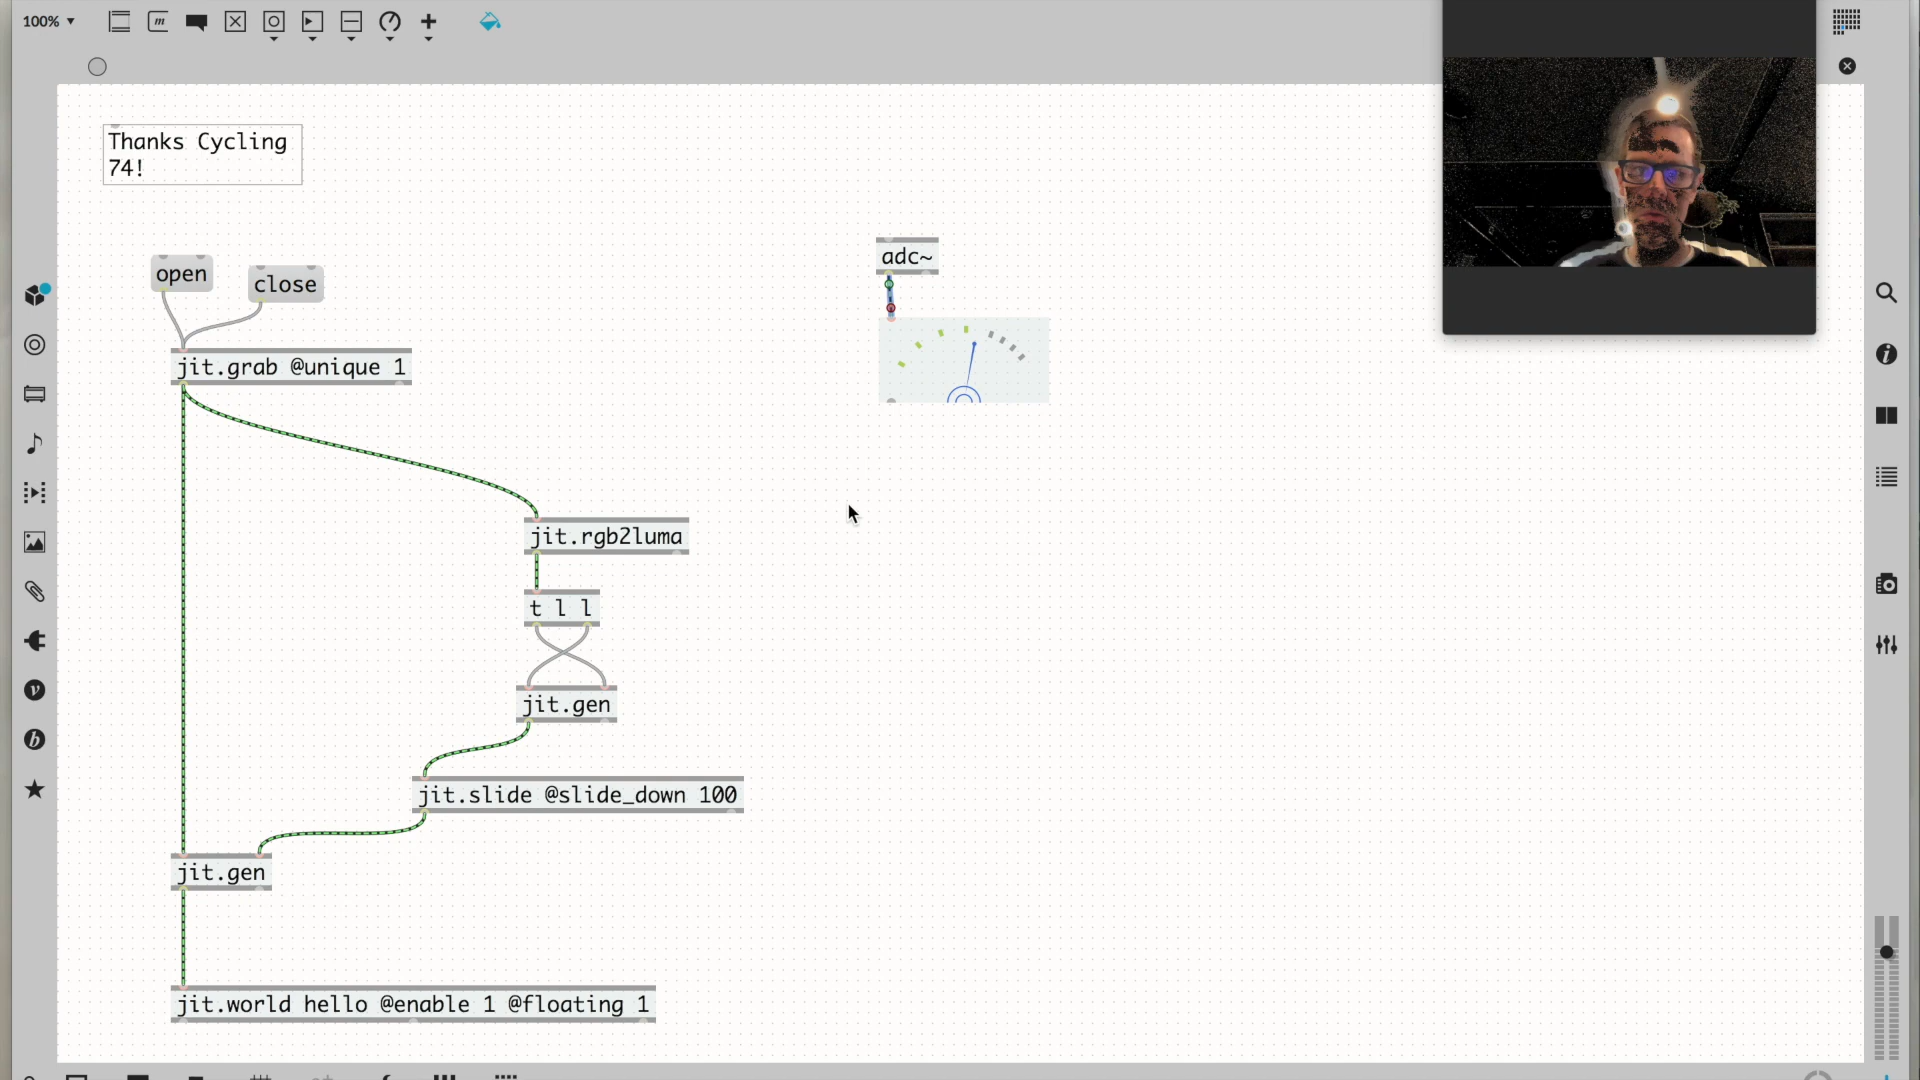 100%
Thanks Cycling
74!
open
close
adc~
jit.grab @unique 1
jit.rgb2luma
t l l
jit.gen
jit.slide @slide_down 100
jit.gen
jit.world hello @enable 1 @floating 1